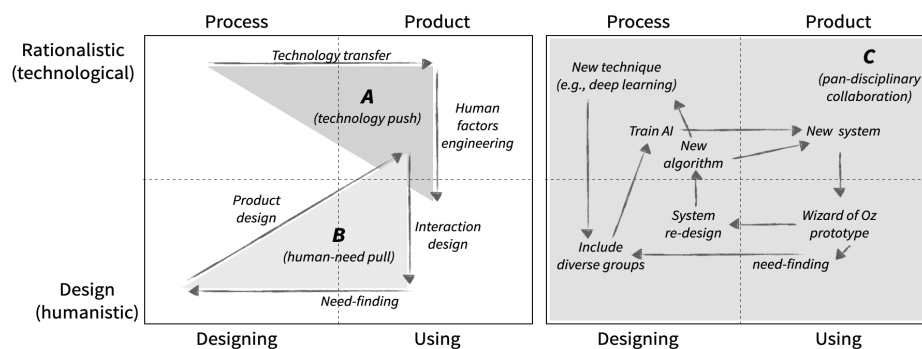 Process
Product
Rationalistic
(technological)
Technology transfer
A
(technology push)
Human
factors
engineering
Product
design
B
(human-need pull)
Interaction
design
Need-finding
Design
(humanistic)
Designing
Using
Process
Product
C
(pan-disciplinary
collaboration)
New technique
(e.g., deep learning)
Train AI
New
algorithm
New system
System
re-design
Wizard of Oz
prototype
Include
diverse groups
need-finding
Designing
Using